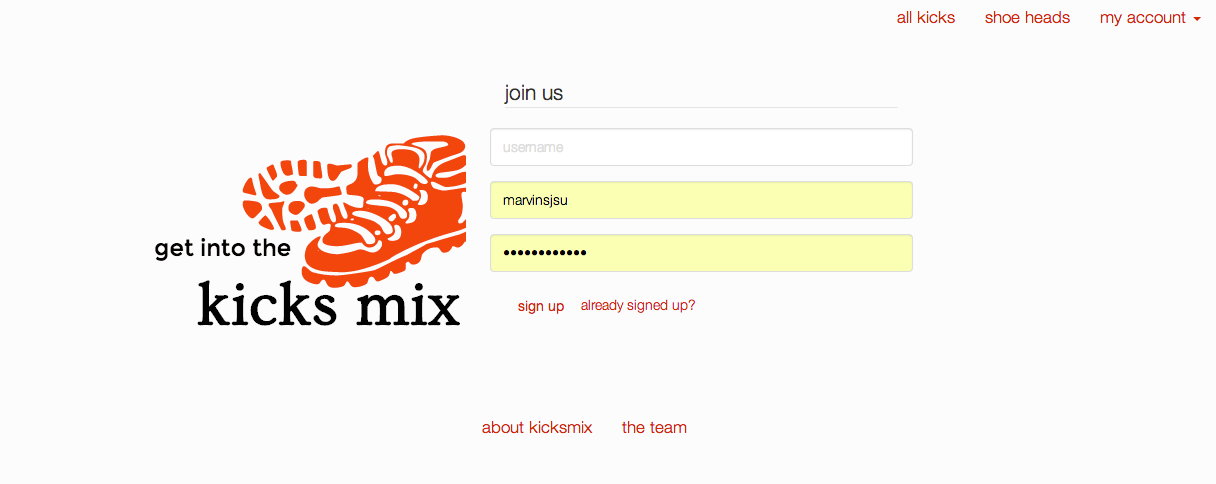 all kicks shoe heads my account
join us
username
marvinsjsu
••••••••••••
get into the
kicks mix
sign up already signed up?
about kicksmix the team